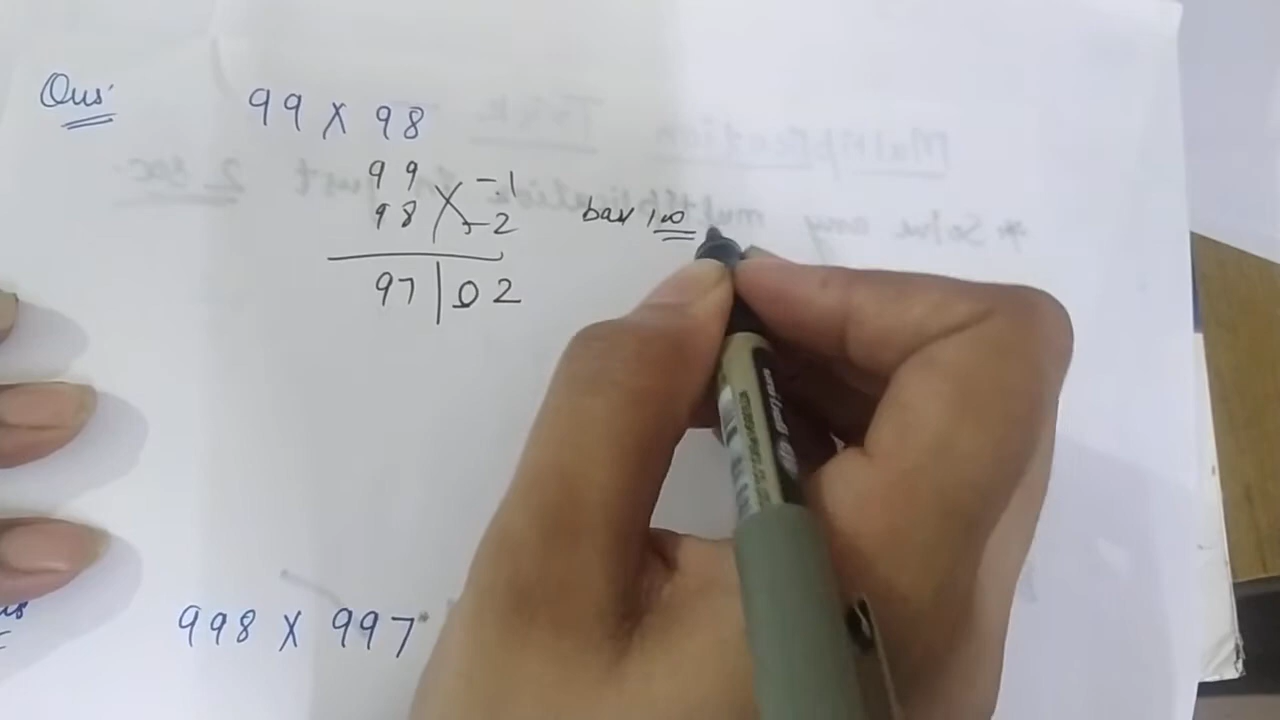 Ques:
99 X 98
99 -1
98 -2
base 100
97 | 02
998 X 997